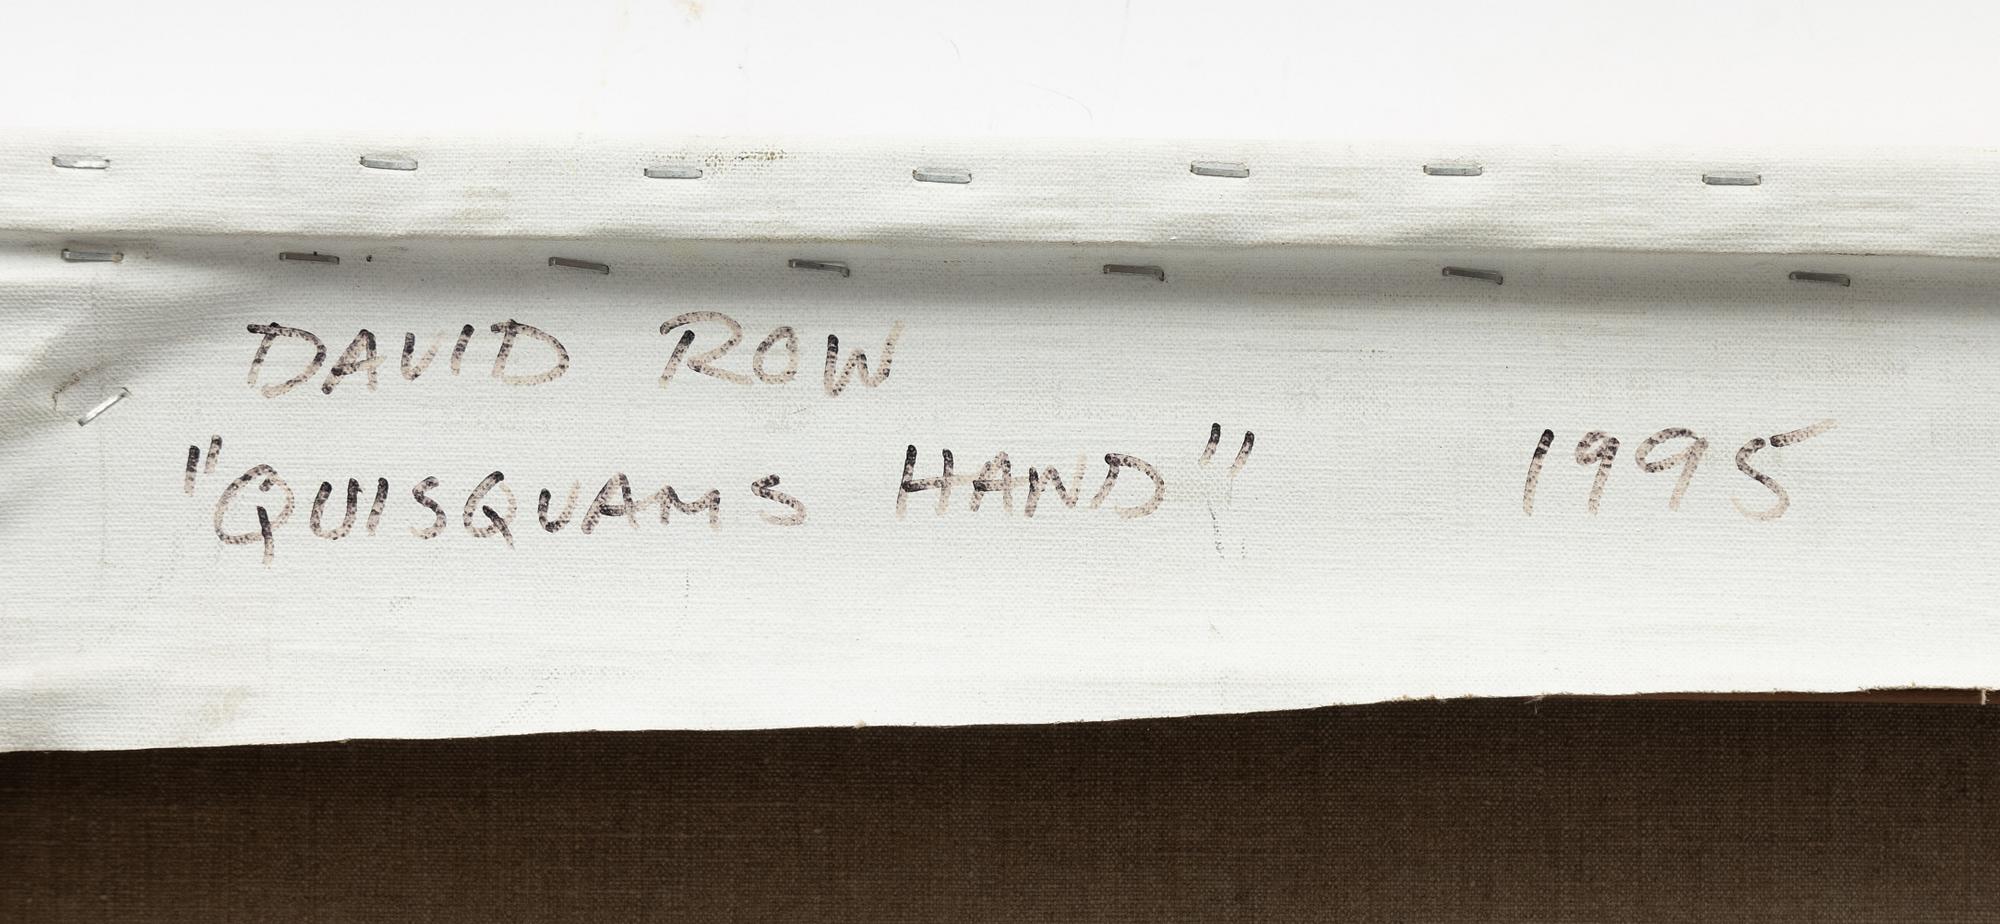 DAVID ROW
"QUISQUAMS HAND" 1995